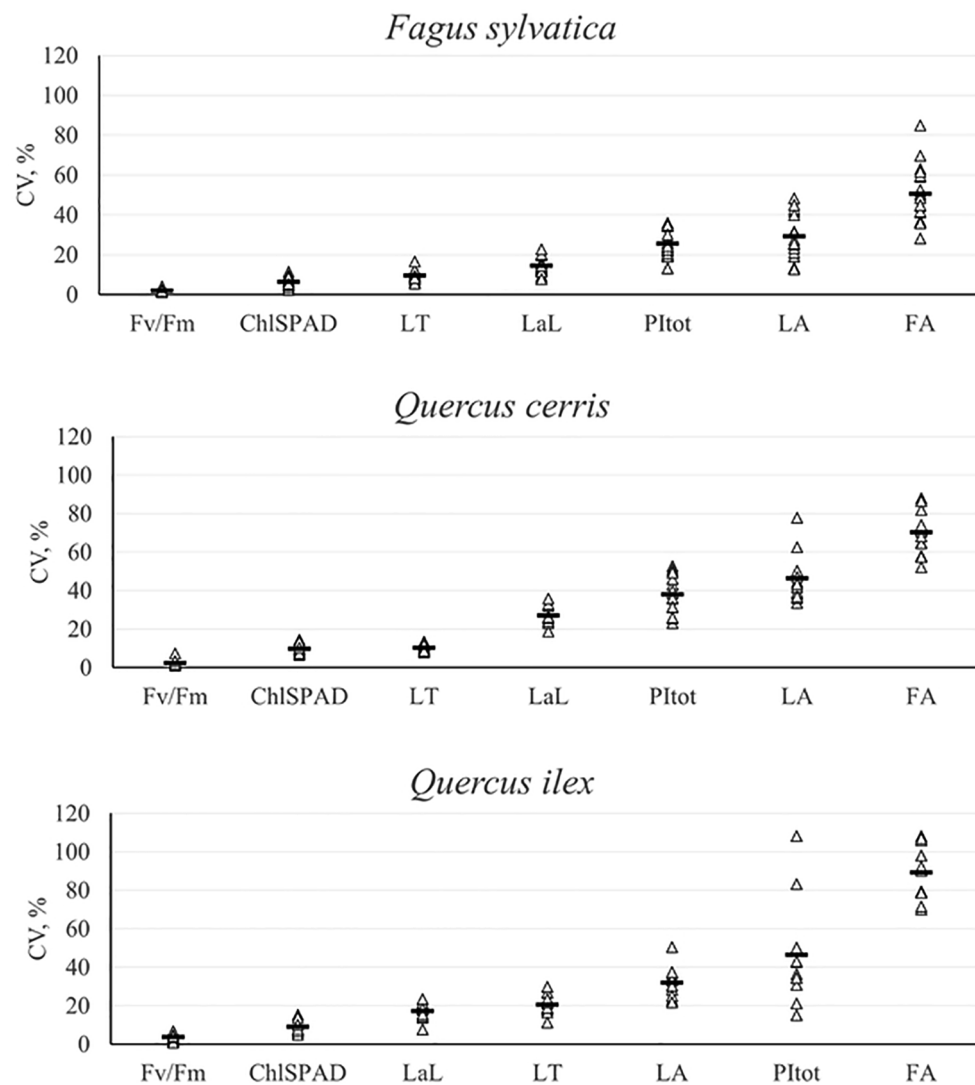 Fagus sylvatica
120
100
80
60
40
20
0
CV, %
Fv/Fm ChlSPAD LT LaL PItot LA FA
Quercus cerris
120
100
80
60
40
20
0
CV, %
Fv/Fm ChlSPAD LT LaL PItot LA FA
Quercus ilex
120
100
80
60
40
20
0
CV, %
Fv/Fm ChlSPAD LaL LT LA PItot FA